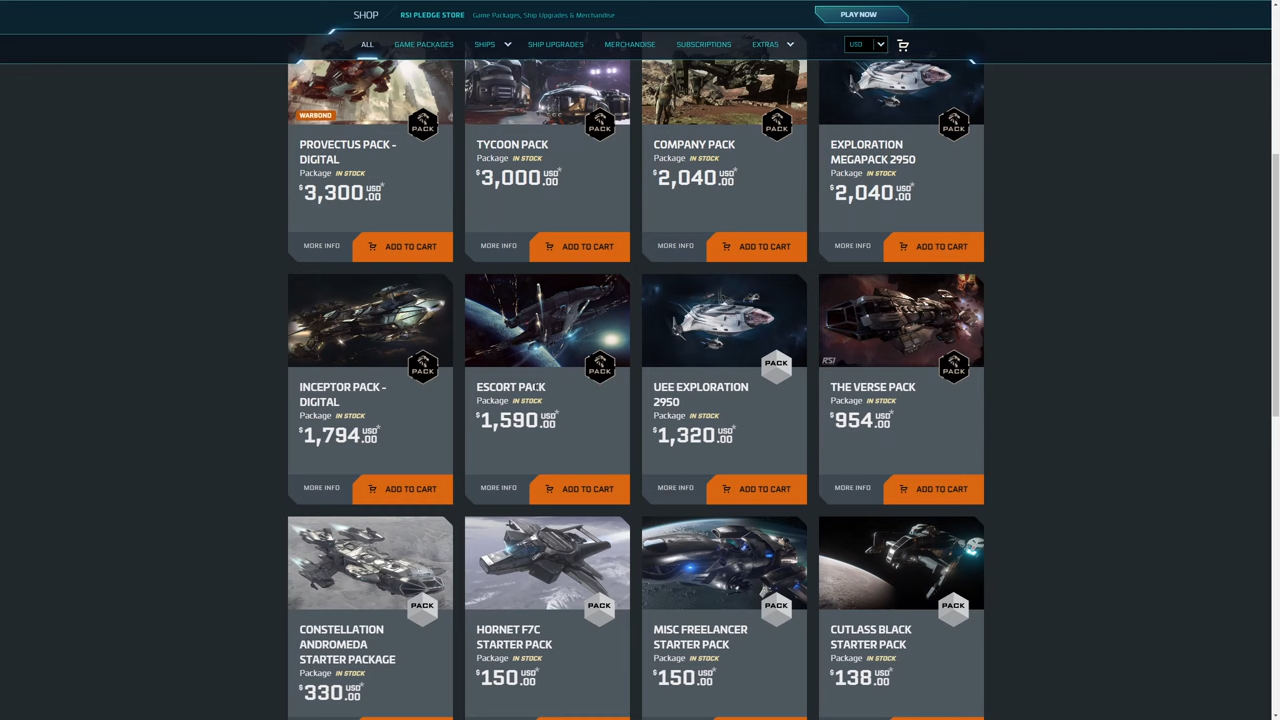 SHOP
RSI PLEDGE STORE
Game Packages, Ship Upgrades & Merchandise
PLAY NOW
ALL
GAME PACKAGES
SHIPS
SHIP UPGRADES
MERCHANDISE
SUBSCRIPTIONS
EXTRAS
USD
WARBOND
PACK
PACK
PACK
PACK
PROVECTUS PACK -
DIGITAL
Package IN STOCK
$3,300.00 USD*
MORE INFO
ADD TO CART
TYCOON PACK
Package IN STOCK
$3,000.00 USD*
MORE INFO
ADD TO CART
COMPANY PACK
Package IN STOCK
$2,040.00 USD*
MORE INFO
ADD TO CART
EXPLORATION
MEGAPACK 2950
Package IN STOCK
$2,040.00 USD*
MORE INFO
ADD TO CART
PACK
INCEPTOR PACK -
DIGITAL
Package IN STOCK
$1,794.00 USD*
MORE INFO
ADD TO CART
PACK
ESCORT PACK
Package IN STOCK
$1,590.00 USD*
MORE INFO
ADD TO CART
PACK
UEE EXPLORATION
2950
Package IN STOCK
$1,320.00 USD*
MORE INFO
ADD TO CART
RSI
PACK
THE VERSE PACK
Package IN STOCK
$954.00 USD*
MORE INFO
ADD TO CART
PACK
CONSTELLATION
ANDROMEDA
STARTER PACKAGE
Package IN STOCK
$330.00 USD*
PACK
HORNET F7C
STARTER PACK
Package IN STOCK
$150.00 USD*
PACK
MISC FREELANCER
STARTER PACK
Package IN STOCK
$150.00 USD*
PACK
CUTLASS BLACK
STARTER PACK
Package IN STOCK
$138.00 USD*